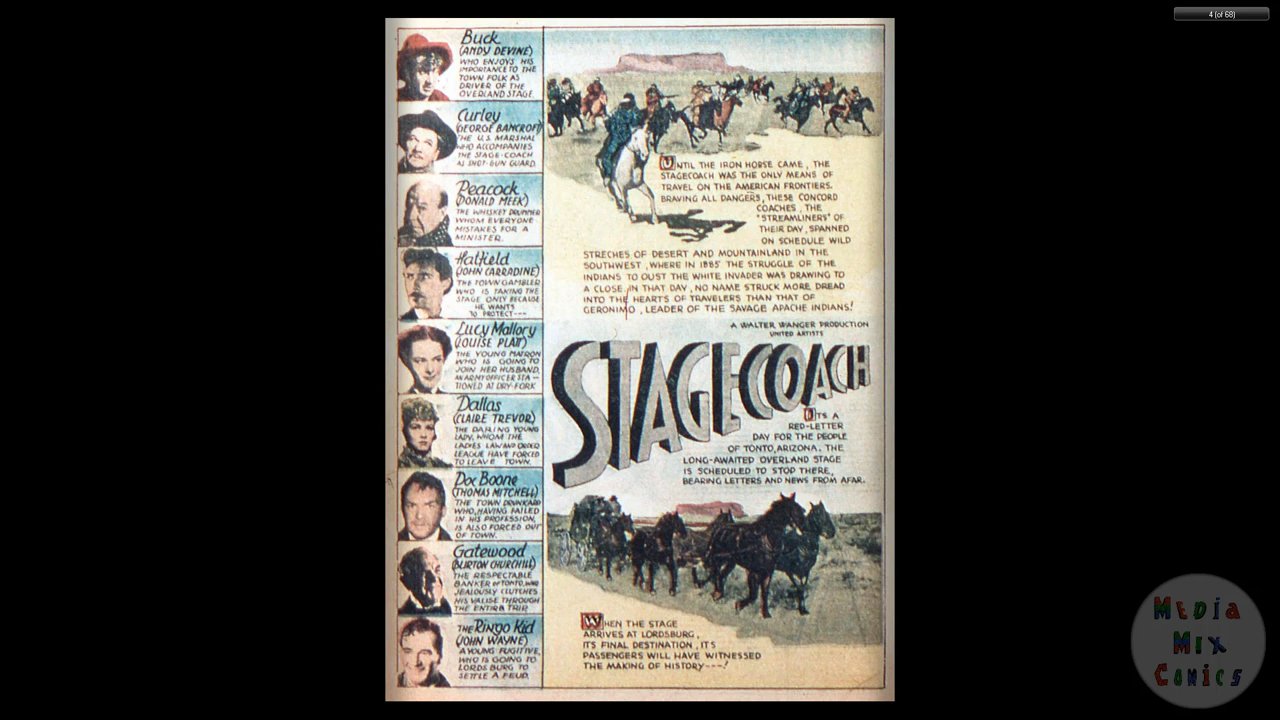 4 (of 68)
Buck
(ANDY DEVINE)
WHO ENJOYS HIS
IMPORTANCE TO THE
TOWN FOLK AS
DRIVER OF THE
OVERLAND STAGE.
Curley
(GEORGE BANCROFT)
THE U.S. MARSHAL
WHO ACCOMPANIES
THE STAGE-COACH
AS SHOT-GUN GUARD.
Peacock
(DONALD MEEK)
THE WHISKEY DRUMMER
WHOM EVERYONE
MISTAKES FOR A
MINISTER.
Hatfield
(JOHN CARRADINE)
THE TOWN GAMBLER
WHO IS TAKING THE
STAGE ONLY BECAUSE
HE WANTS
TO PROTECT---
Lucy Mallory
(LOUISE PLATT)
THE YOUNG MATRON
WHO IS GOING TO
JOIN HER HUSBAND,
AN ARMY OFFICER STA-
TIONED AT DRY-FORK
Dallas
(CLAIRE TREVOR)
THE DARLING YOUNG
LADY, WHOM THE
LADIES LAW AND ORDER
LEAGUE HAVE FORCED
TO LEAVE TOWN.
Doc Boone
(THOMAS MITCHELL)
THE TOWN DRUNKARD
WHO, HAVING FAILED
IN HIS PROFESSION,
IS ALSO FORCED OUT
OF TOWN.
Gatewood
(BURTON CHURCHILL)
THE RESPECTABLE
BANKER OF TONTO, WHO
JEALOUSLY CLUTCHES
HIS VALISE THROUGH
THE ENTIRE TRIP.
THE Ringo Kid
(JOHN WAYNE)
A YOUNG FUGITIVE,
WHO IS GOING TO
LORDSBURG TO
SETTLE A FEUD.
UNTIL THE IRON HORSE CAME, THE
STAGECOACH WAS THE ONLY MEANS OF
TRAVEL ON THE AMERICAN FRONTIERS.
BRAVING ALL DANGERS, THESE CONCORD
COACHES, THE
"STREAMLINERS" OF
THEIR DAY, SPANNED
ON SCHEDULE WILD
STRECHES OF DESERT AND MOUNTAINLAND IN THE
SOUTHWEST, WHERE IN 1885 THE STRUGGLE OF THE
INDIANS TO OUST THE WHITE INVADER WAS DRAWING TO
A CLOSE. IN THAT DAY, NO NAME STRUCK MORE DREAD
INTO THE HEARTS OF TRAVELERS THAN THAT OF
GERONIMO, LEADER OF THE SAVAGE APACHE INDIANS!
A WALTER WANGER PRODUCTION
UNITED ARTISTS
STAGECOACH
ITS A
RED-LETTER
DAY FOR THE PEOPLE
OF TONTO, ARIZONA. THE
LONG-AWAITED OVERLAND STAGE
IS SCHEDULED TO STOP THERE,
BEARING LETTERS AND NEWS FROM AFAR.
WHEN THE STAGE
ARRIVES AT LORDSBURG,
ITS FINAL DESTINATION, ITS
PASSENGERS WILL HAVE WITNESSED
THE MAKING OF HISTORY---!
MEDIA
MIX
COMICS